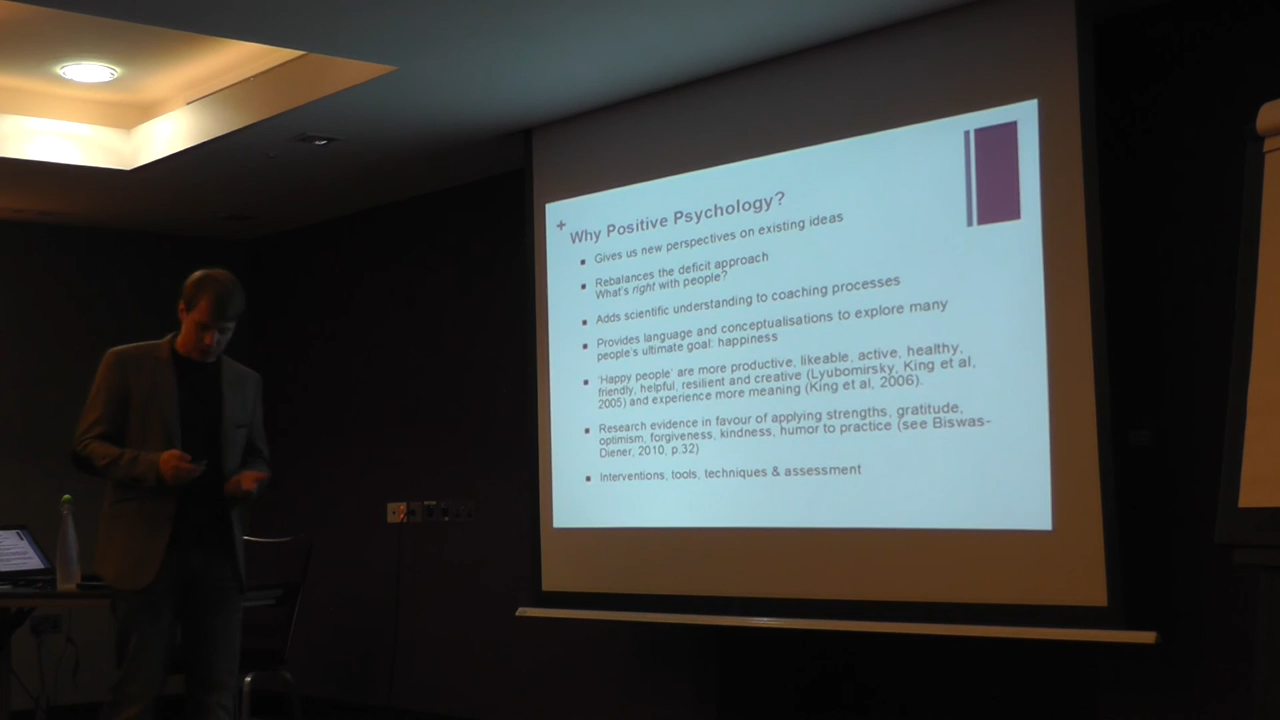 + Why Positive Psychology?
▪ Gives us new perspectives on existing ideas
▪ Rebalances the deficit approach
What's right with people?
▪ Adds scientific understanding to coaching processes
▪ Provides language and conceptualisations to explore many
people's ultimate goal: happiness
▪ 'Happy people' are more productive, likeable, active, healthy,
friendly, helpful, resilient and creative (Lyubomirsky, King et al,
2005) and experience more meaning (King et al, 2006).
▪ Research evidence in favour of applying strengths, gratitude,
optimism, forgiveness, kindness, humor to practice (see Biswas-
Diener, 2010, p.32)
▪ Interventions, tools, techniques & assessment